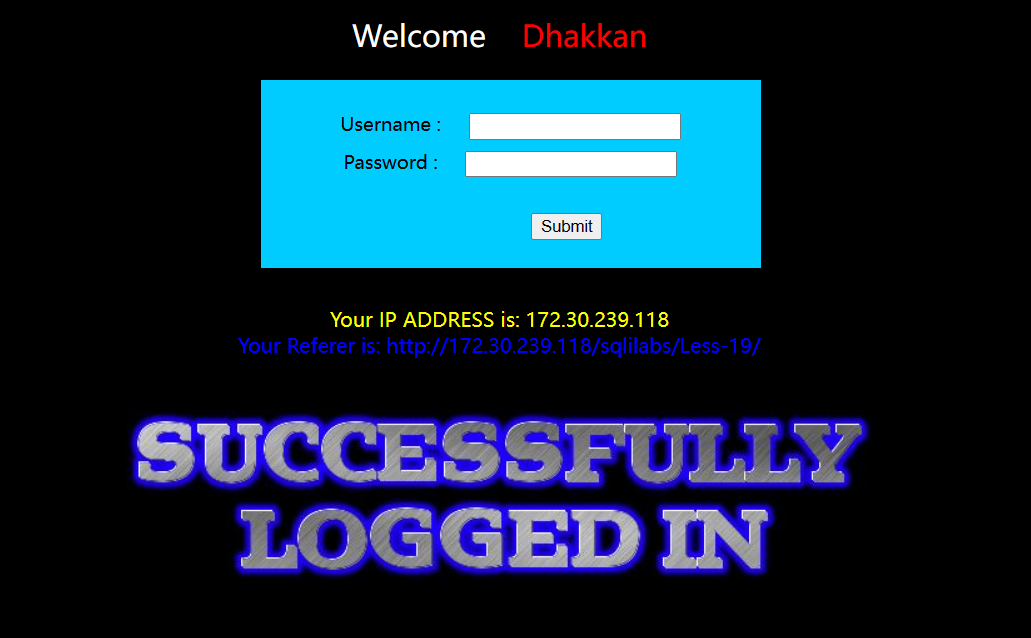 Welcome Dhakkan
Username :
Password :
Submit
Your IP ADDRESS is: 172.30.239.118
Your Referer is: http://172.30.239.118/sqlilabs/Less-19/
SUCCESSFULLY
LOGGED IN